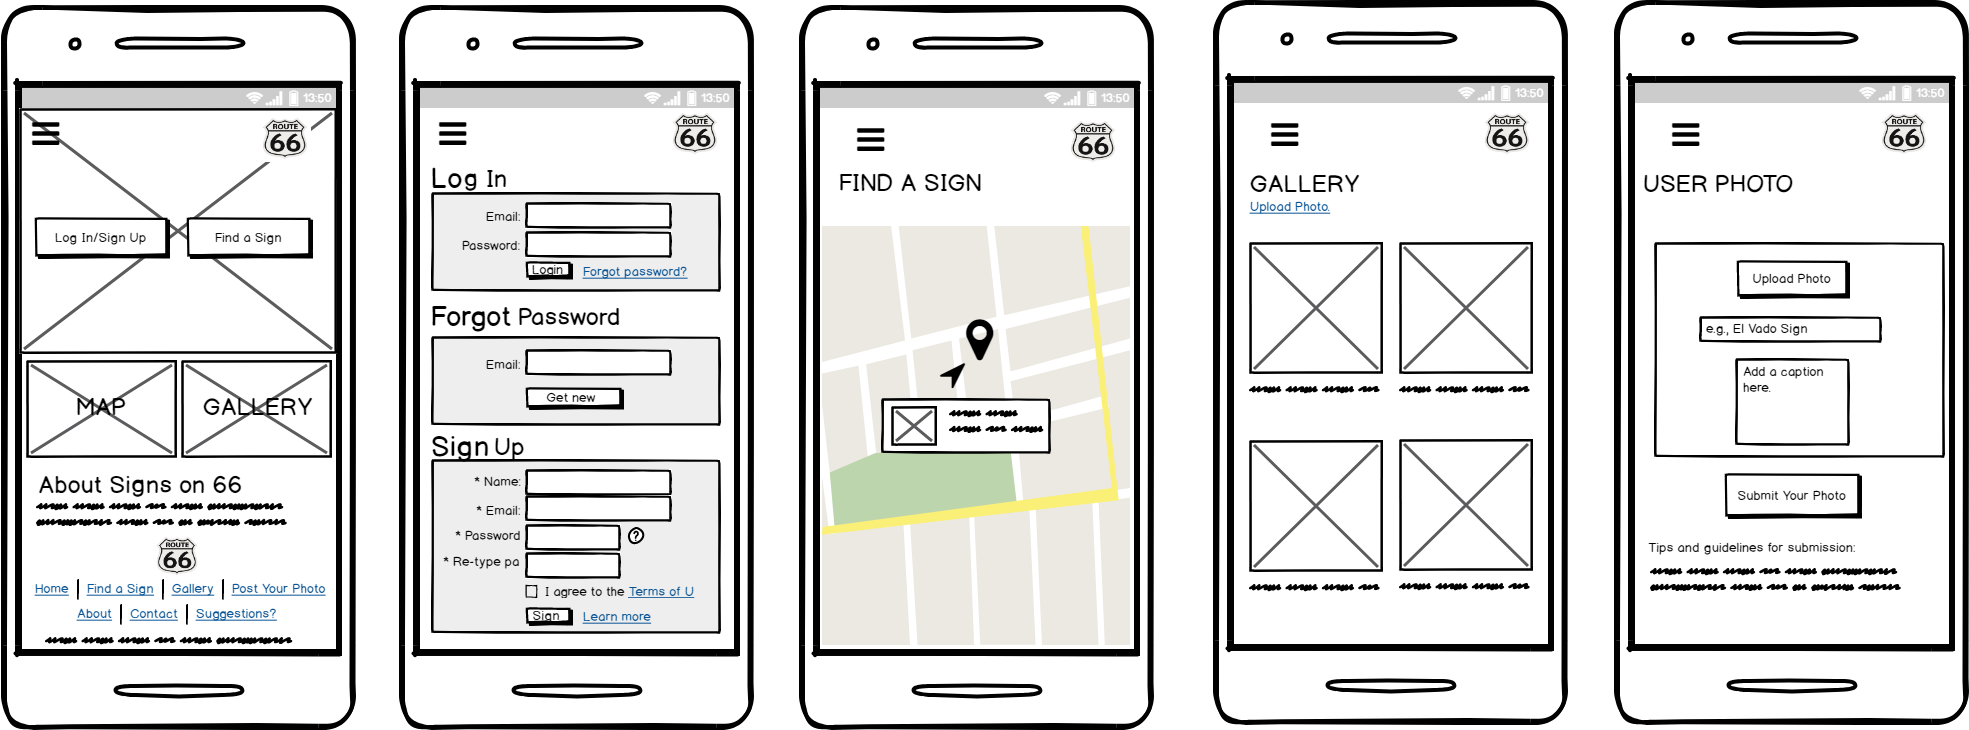 13:50
ROUTE
66
Log In/Sign Up
Find a Sign
MAP
GALLERY
About Signs on 66
ROUTE
66
Home
Find a Sign
Gallery
Post Your Photo
About
Contact
Suggestions?
13:50
ROUTE
66
Log In
Email:
Password:
Login
Forgot password?
Forgot Password
Email:
Get new
Sign Up
* Name:
* Email:
* Password
?
* Re-type pa
I agree to the Terms of U
Sign
Learn more
13:50
ROUTE
66
FIND A SIGN
13:50
ROUTE
66
GALLERY
Upload Photo.
13:50
ROUTE
66
USER PHOTO
Upload Photo
e.g., El Vado Sign
Add a caption
here.
Submit Your Photo
Tips and guidelines for submission: